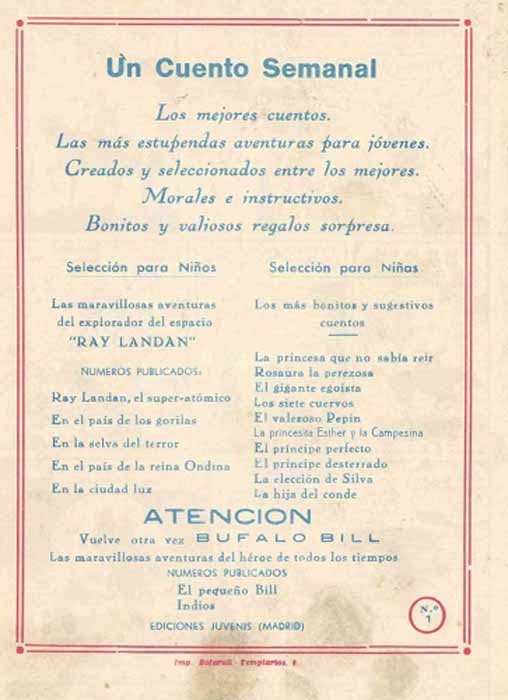 Un Cuento Semanal
Los mejores cuentos.
Las más estupendas aventuras para jóvenes.
Creados y seleccionados entre los mejores.
Morales e instructivos.
Bonitos y valiosos regalos sorpresa.
Selección para Niños
Las maravillosas aventuras
del explorador del espacio
"RAY LANDAN"
NUMEROS PUBLICADOS:
Ray Landan, el super-atómico
En el país de los gorilas
En la selva del terror
En el país de la reina Ondina
En la ciudad luz
Selección para Niñas
Los más bonitos y sugestivos
cuentos
La princesa que no sabía reir
Rosaura la perezosa
El gigante egoista
Los siete cuervos
El valeroso Pepin
La princesita Esther y la Campesina
El príncipe perfecto
El príncipe desterrado
La elección de Silva
La hija del conde
ATENCION
Vuelve otra vez BUFALO BILL
Las maravillosas aventuras del héroe de todos los tiempos
NUMEROS PUBLICADOS
El pequeño Bill
Indios
EDICIONES JUVENIS (MADRID)
N.º
1
Imp. Templarios,